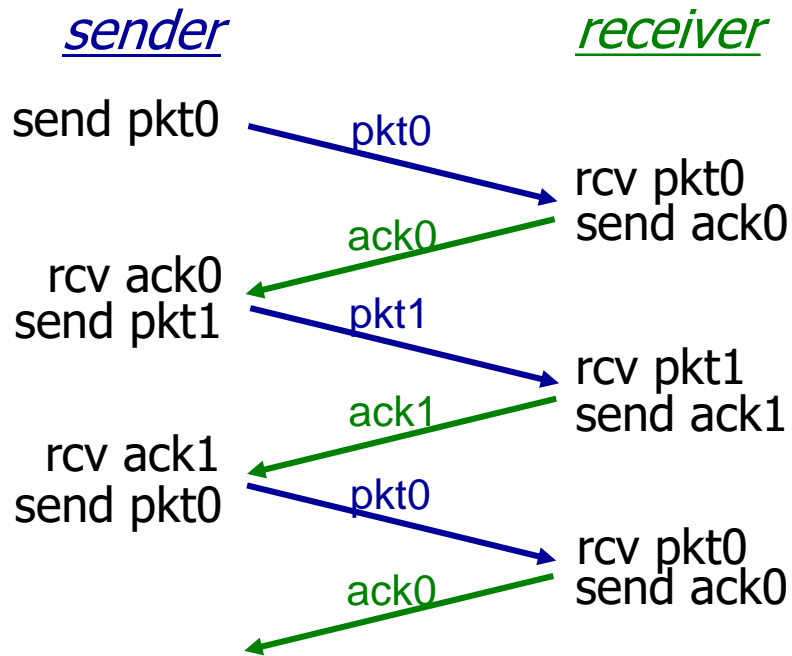 sender
receiver
send pkt0
pkt0
rcv pkt0
send ack0
ack0
rcv ack0
send pkt1
pkt1
rcv pkt1
send ack1
ack1
rcv ack1
send pkt0
pkt0
rcv pkt0
send ack0
ack0